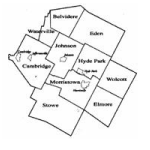 Belvidere
Eden
Waterville
Johnson
Hyde Park
Cambridge
Wolcott
Morristown
Stowe
Elmore